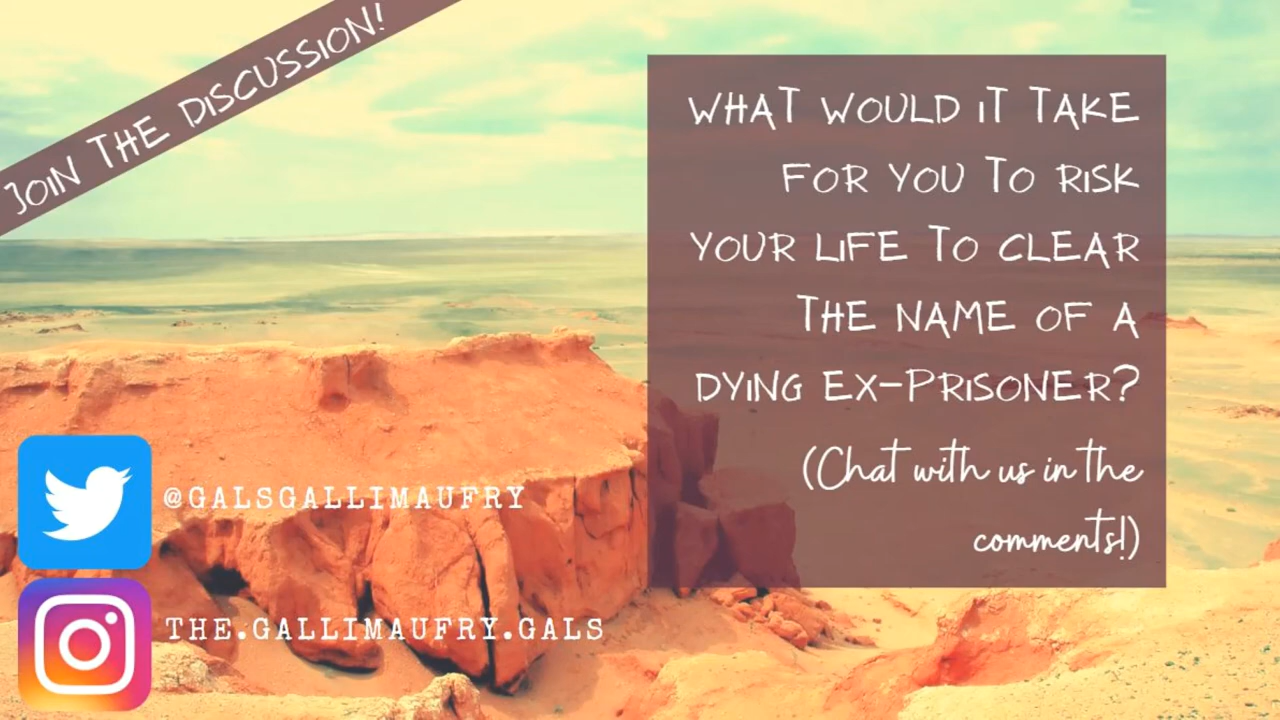 JOIN THE DISCUSSION!
WHAT WOULD IT TAKE
FOR YOU TO RISK
YOUR LIFE TO CLEAR
THE NAME OF A
DYING EX-PRISONER?
(Chat with us in the
comments!)
@GALSGALLIMAUFRY
THE.GALLIMAUFRY.GALS